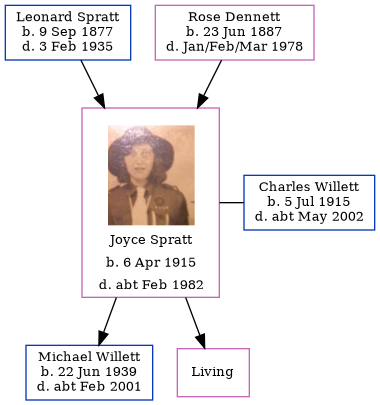 Leonard Spratt
b. 9 Sep 1877
d. 3 Feb 1935
Rose Dennett
b. 23 Jun 1887
d. Jan/Feb/Mar 1978
Joyce Spratt
b. 6 Apr 1915
d. abt Feb 1982
Charles Willett
b. 5 Jul 1915
d. abt May 2002
Michael Willett
b. 22 Jun 1939
d. abt Feb 2001
Living